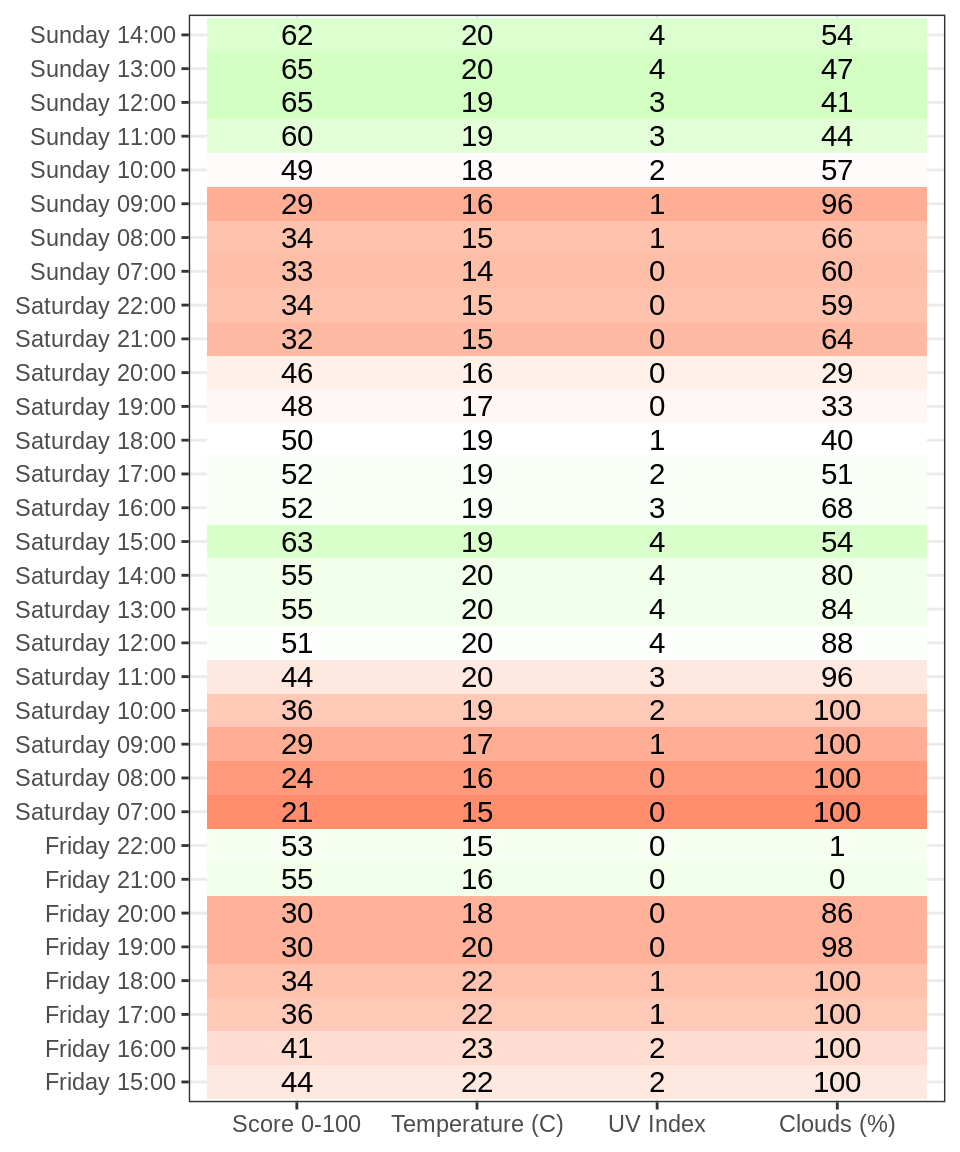 Sunday 14:00 62 20 4 54
Sunday 13:00 65 20 4 47
Sunday 12:00 65 19 3 41
Sunday 11:00 60 19 3 44
Sunday 10:00 49 18 2 57
Sunday 09:00 29 16 1 96
Sunday 08:00 34 15 1 66
Sunday 07:00 33 14 0 60
Saturday 22:00 34 15 0 59
Saturday 21:00 32 15 0 64
Saturday 20:00 46 16 0 29
Saturday 19:00 48 17 0 33
Saturday 18:00 50 19 1 40
Saturday 17:00 52 19 2 51
Saturday 16:00 52 19 3 68
Saturday 15:00 63 19 4 54
Saturday 14:00 55 20 4 80
Saturday 13:00 55 20 4 84
Saturday 12:00 51 20 4 88
Saturday 11:00 44 20 3 96
Saturday 10:00 36 19 2 100
Saturday 09:00 29 17 1 100
Saturday 08:00 24 16 0 100
Saturday 07:00 21 15 0 100
Friday 22:00 53 15 0 1
Friday 21:00 55 16 0 0
Friday 20:00 30 18 0 86
Friday 19:00 30 20 0 98
Friday 18:00 34 22 1 100
Friday 17:00 36 22 1 100
Friday 16:00 41 23 2 100
Friday 15:00 44 22 2 100
Score 0-100 Temperature (C) UV Index Clouds (%)